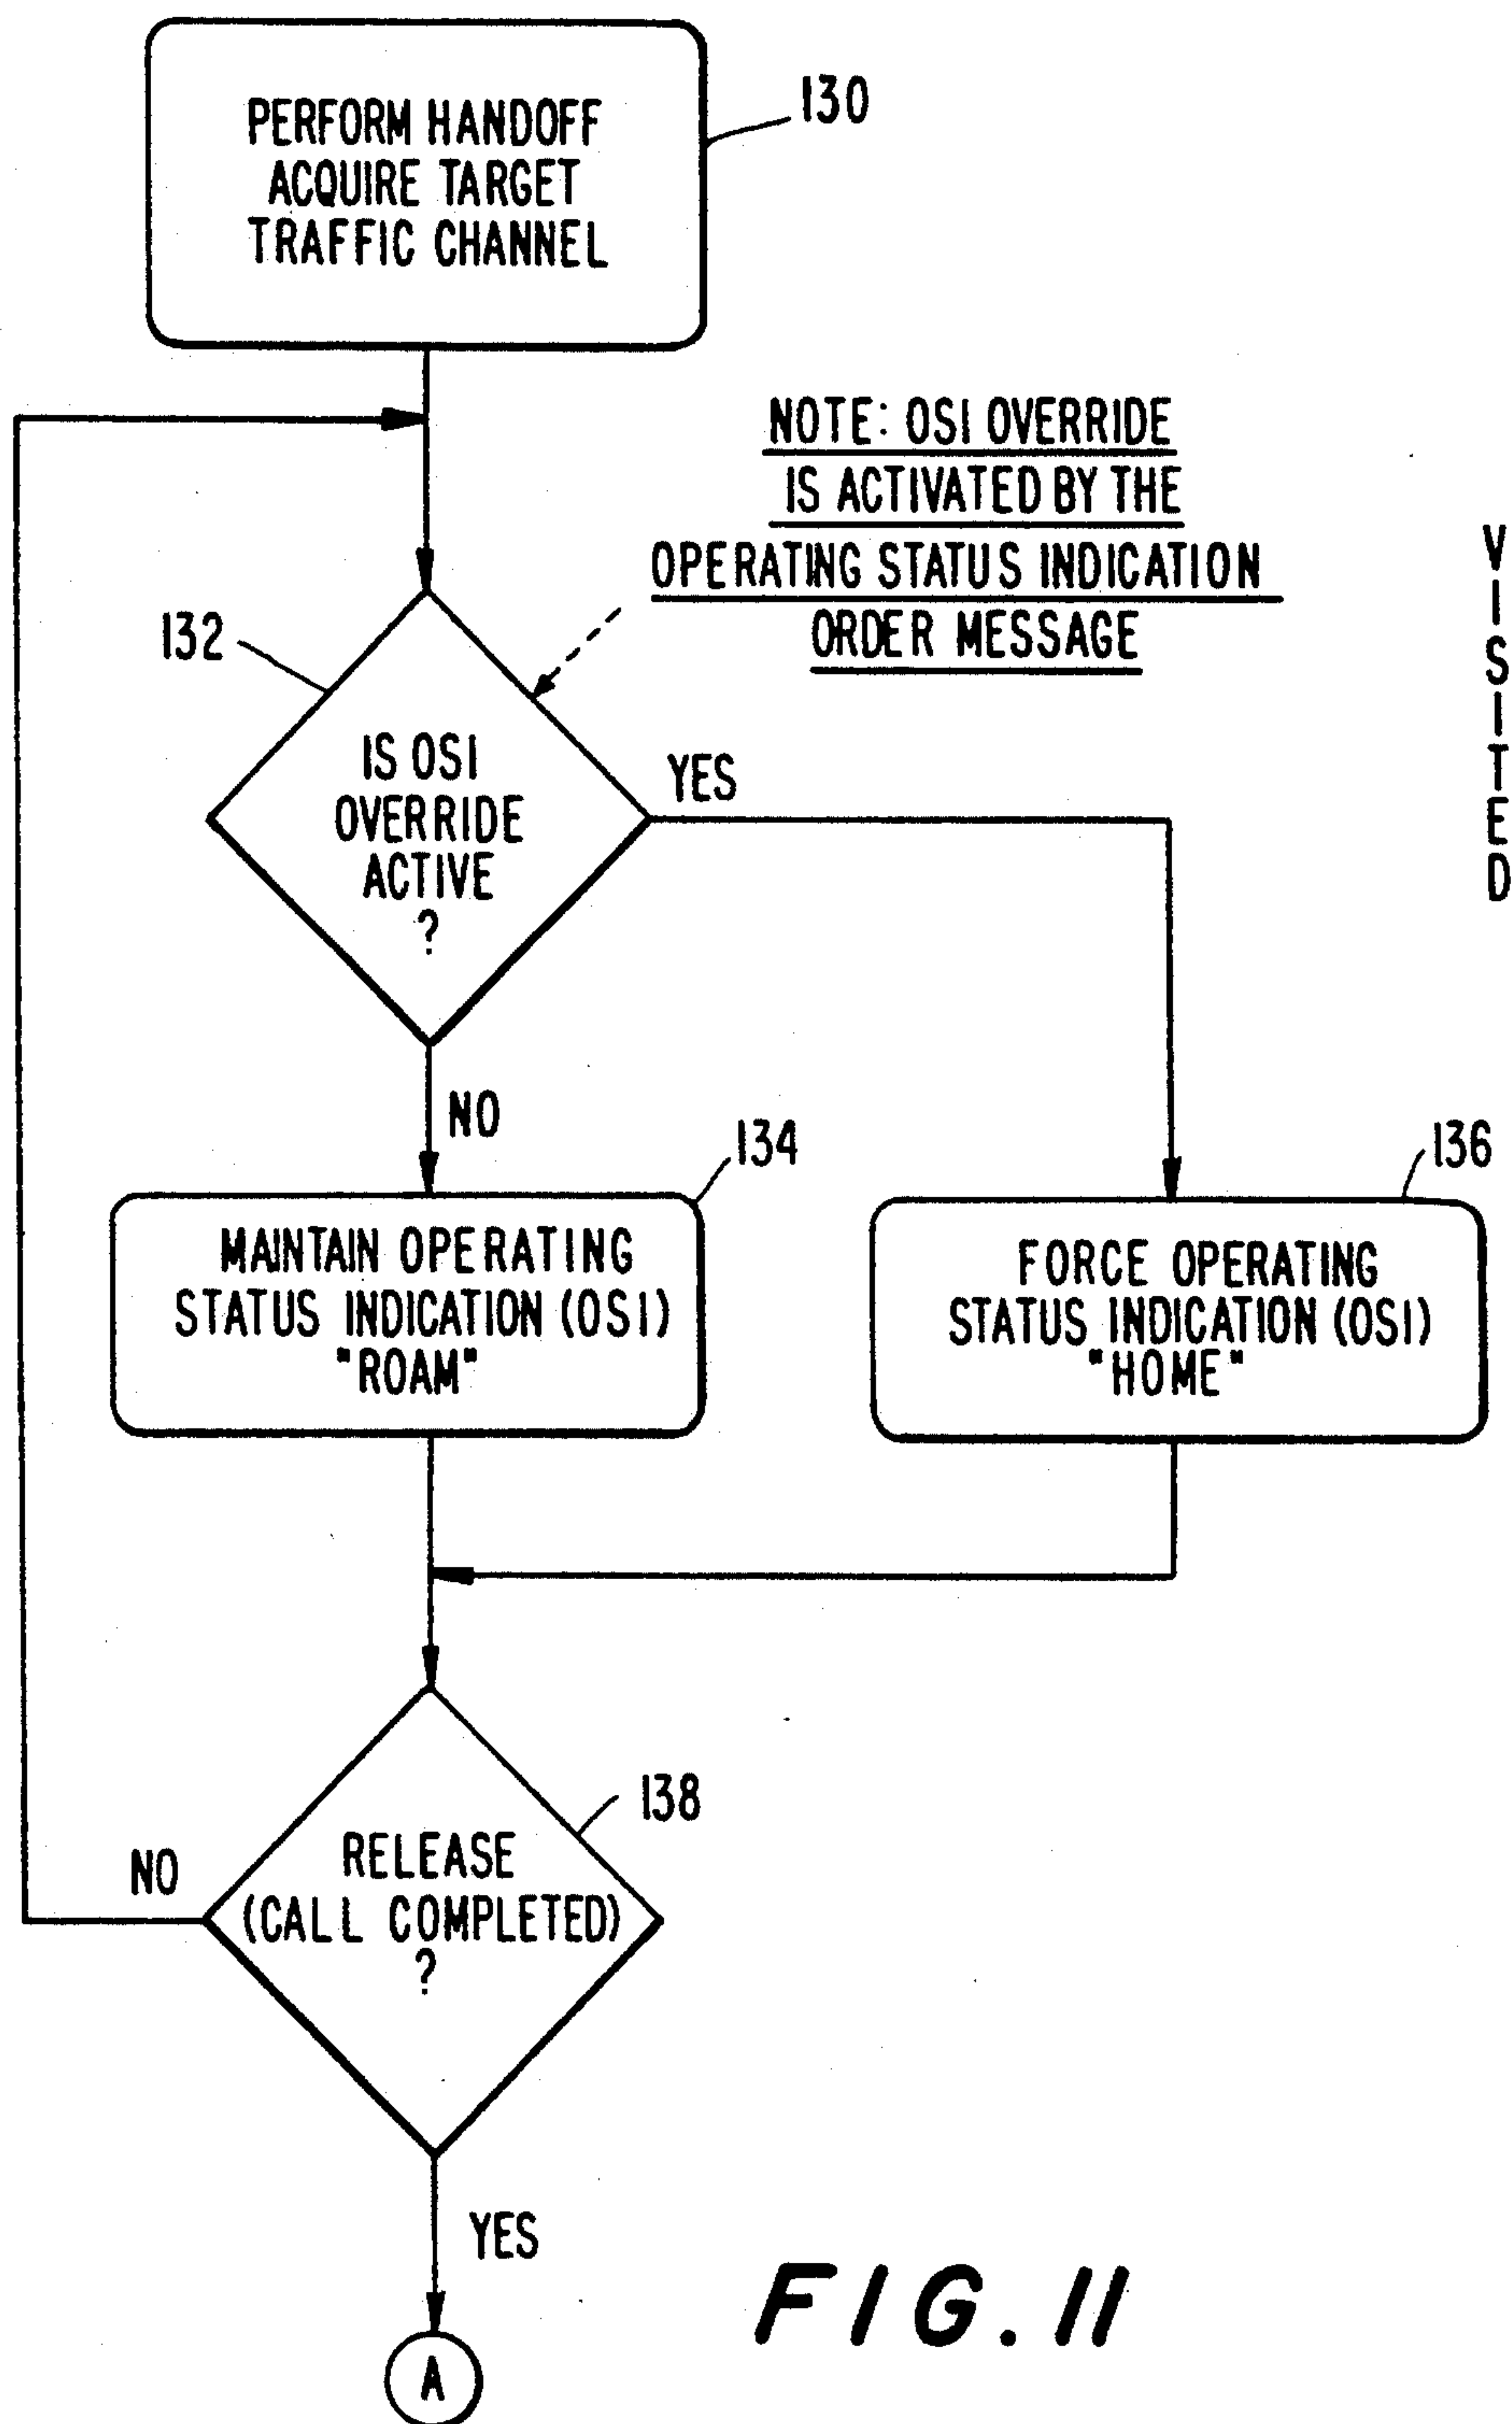 PERFORM HANDOFF
ACQUIRE TARGET
TRAFFIC CHANNEL
130
NOTE: OSI OVERRIDE
IS ACTIVATED BY THE
OPERATING STATUS INDICATION
ORDER MESSAGE
VISITED
132
IS OSI
OVERRIDE
ACTIVE
?
YES
NO
134
MAINTAIN OPERATING
STATUS INDICATION (OSI)
"ROAM"
136
FORCE OPERATING
STATUS INDICATION (OSI)
"HOME"
138
RELEASE
(CALL COMPLETED)
?
NO
YES
A
FIG. 11